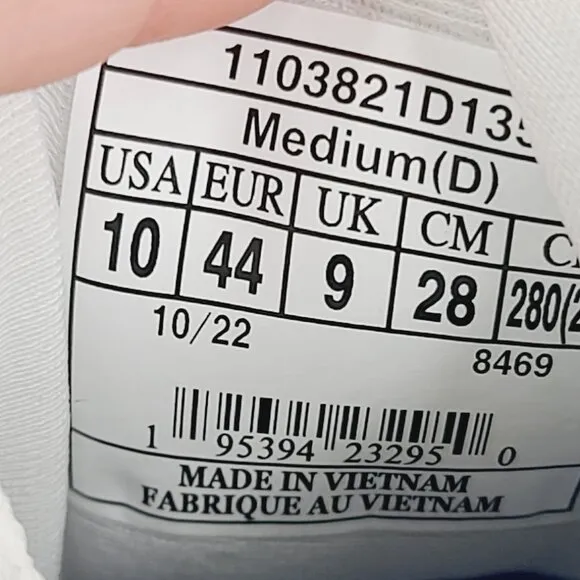 1103821D13
Medium(D)
USA EUR UK CM C
10 44 9 28 280(2
10/22
8469
1 95394 23295 0
MADE IN VIETNAM
FABRIQUE AU VIETNAM